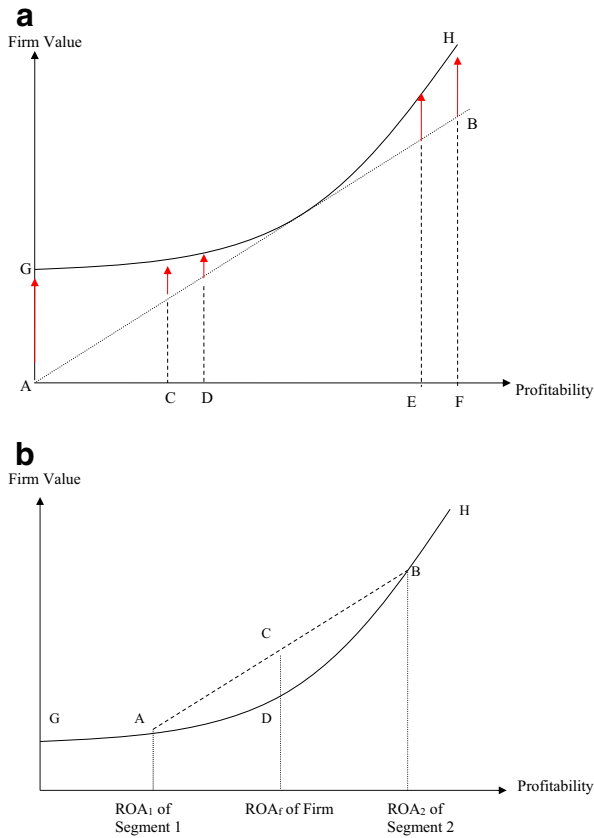 a
Firm Value
H
B
G
A
C D E F
Profitability
b
Firm Value
H
B
C
G A D
Profitability
ROA₁ of ROAf of Firm ROA₂ of
Segment 1 Segment 2